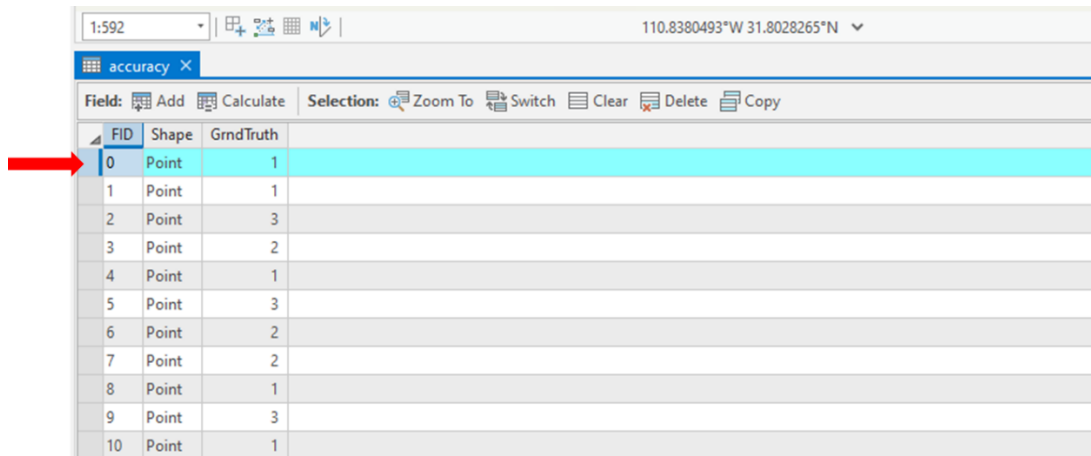 1:592 110.8380493°W 31.8028265°N
accuracy
Field: Add Calculate Selection: Zoom To Switch Clear Delete Copy
FID Shape GrndTruth
0 Point 1
1 Point 1
2 Point 3
3 Point 2
4 Point 1
5 Point 3
6 Point 2
7 Point 2
8 Point 1
9 Point 3
10 Point 1